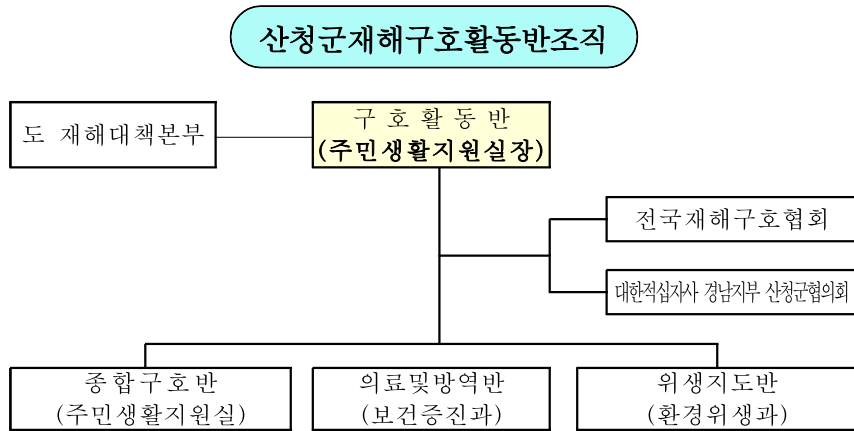 산청군재해구호활동반조직
도 재해대책본부
구호활동반
(주민생활지원실장)
전국재해구호협회
대한적십자사 경남지부 산청군협의회
종합구호반
(주민생활지원실)
의료및방역반
(보건증진과)
위생지도반
(환경위생과)